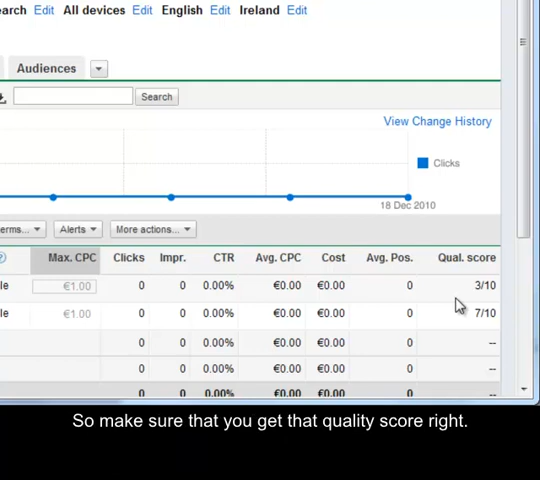 earch Edit All devices Edit English Edit Ireland Edit
Audiences
Search
View Change History
Clicks
18 Dec 2010
erms... Alerts More actions...
Max. CPC Clicks Impr. CTR Avg. CPC Cost Avg. Pos. Qual. score
le €1.00 0 0 0.00% €0.00 €0.00 0 3/10
le €1.00 0 0 0.00% €0.00 €0.00 0 7/10
0 0 0.00% €0.00 €0.00 0 --
0 0 0.00% €0.00 €0.00 0 --
0 0 0.00% €0.00 €0.00 0 --
So make sure that you get that quality score right.